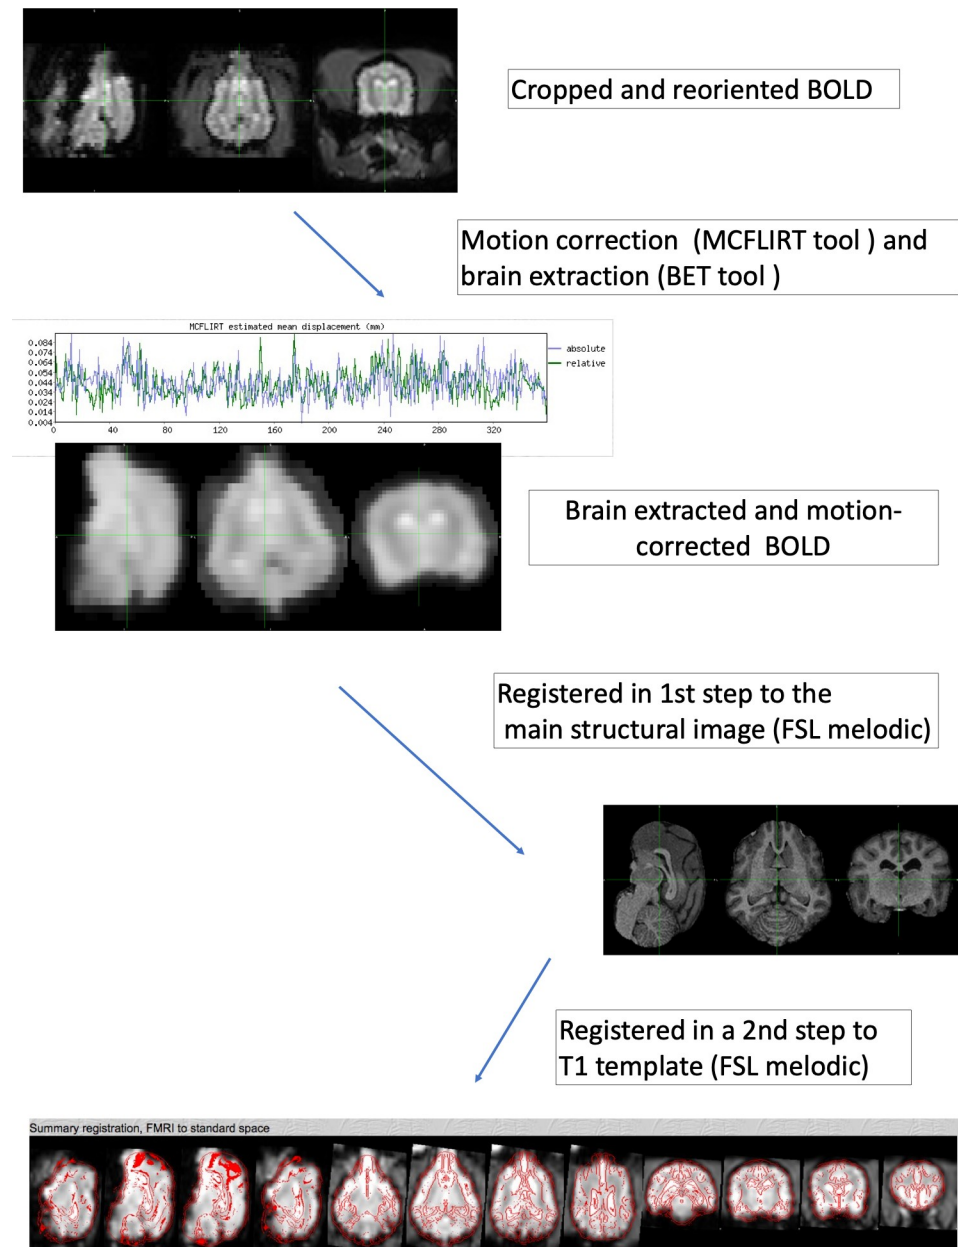 Cropped and reoriented BOLD
Motion correction  (MCFLIRT tool ) and
brain extraction (BET tool )
MCFLIRT estimated mean displacement (mm)
0.084
0.074
0.064
0.054
0.044
0.034
0.024
0.014
0.004
absolute
relative
0 40 80 120 160 200 240 280 320
Brain extracted and motion-
corrected  BOLD
Registered in 1st step to the
main structural image (FSL melodic)
Registered in a 2nd step to
T1 template (FSL melodic)
Summary registration, FMRI to standard space